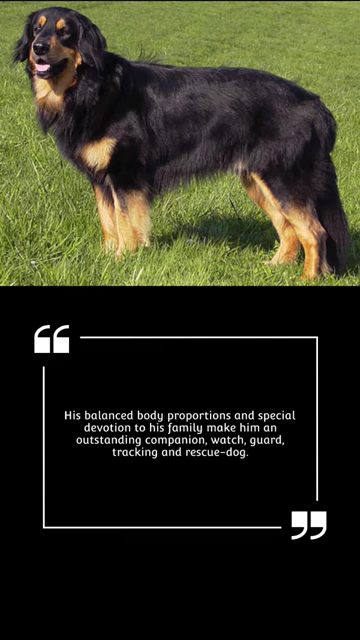 His balanced body proportions and special
devotion to his family make him an
outstanding companion, watch, guard,
tracking and rescue-dog.